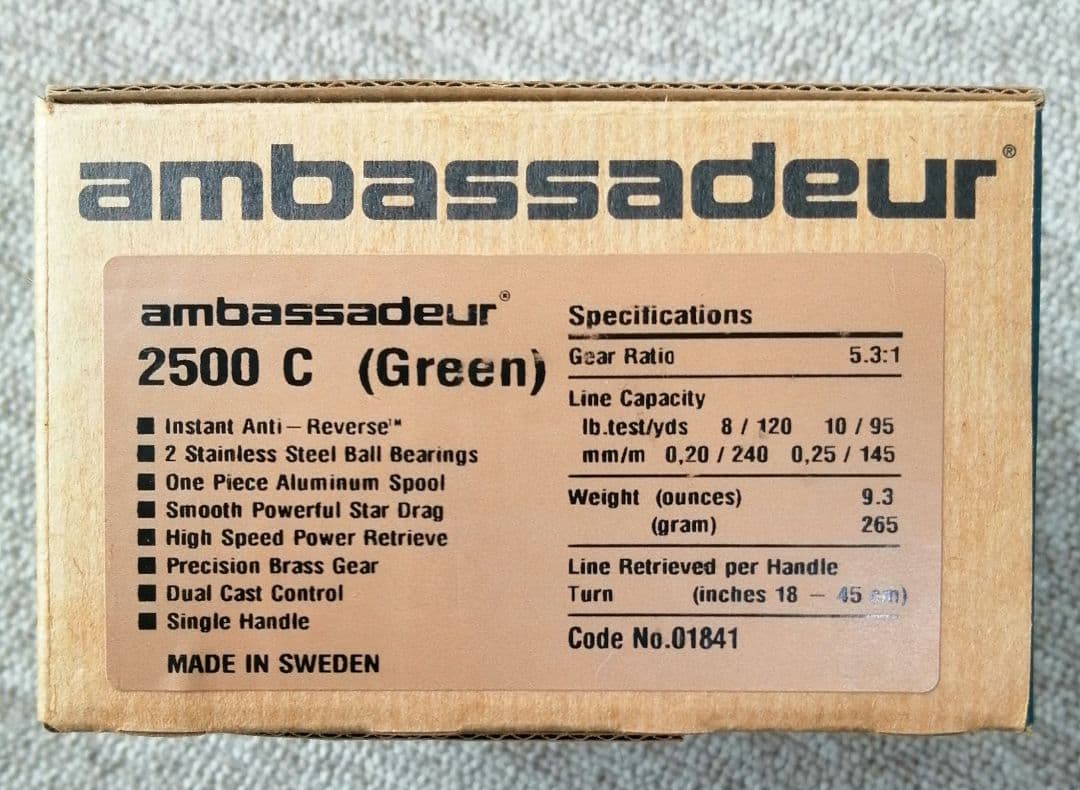 ambassadeur®
ambassadeur®
2500 C (Green)
■ Instant Anti – Reverse™
■ 2 Stainless Steel Ball Bearings
■ One Piece Aluminum Spool
■ Smooth Powerful Star Drag
■ High Speed Power Retrieve
■ Precision Brass Gear
■ Dual Cast Control
■ Single Handle
MADE IN SWEDEN
Specifications
Gear Ratio 5.3:1
Line Capacity
lb.test/yds 8 / 120 10 / 95
mm/m 0,20 / 240 0,25 / 145
Weight (ounces) 9.3
(gram) 265
Line Retrieved per Handle
Turn (inches 18 – 45 cm)
Code No.01841